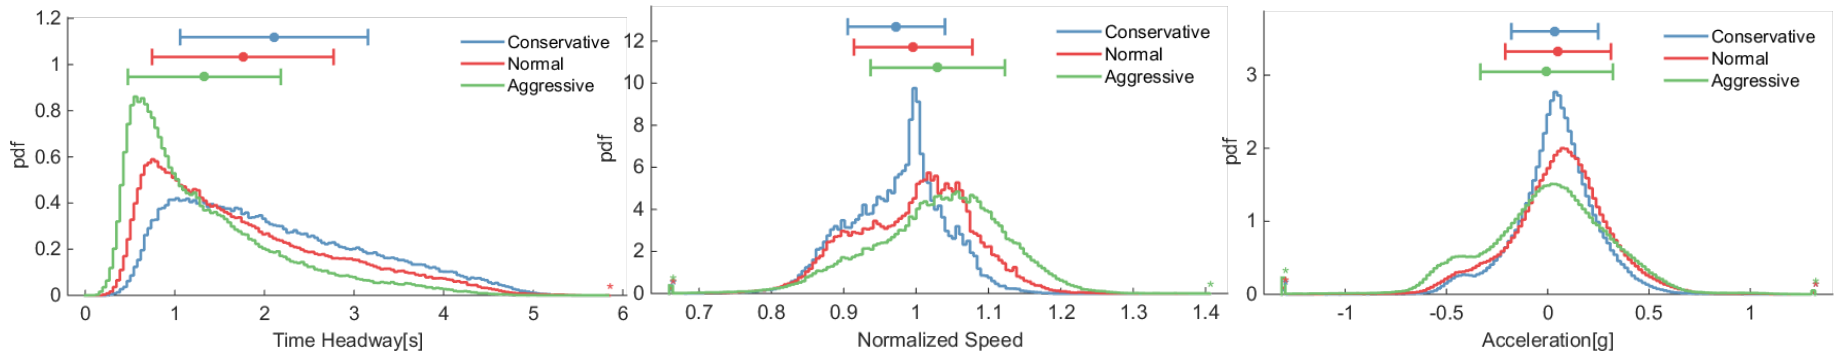 1.2
1
0.8
0.6
0.4
0.2
0
pdf
0 1 2 3 4 5 6
Time Headway[s]
Conservative
Normal
Aggressive
*
12
10
8
6
4
2
0
pdf
0.7 0.8 0.9 1 1.1 1.2 1.3 1.4
Normalized Speed
Conservative
Normal
Aggressive
*
*
*
3
2
1
0
pdf
-1 -0.5 0 0.5 1
Acceleration[g]
Conservative
Normal
Aggressive
*
*
*
*